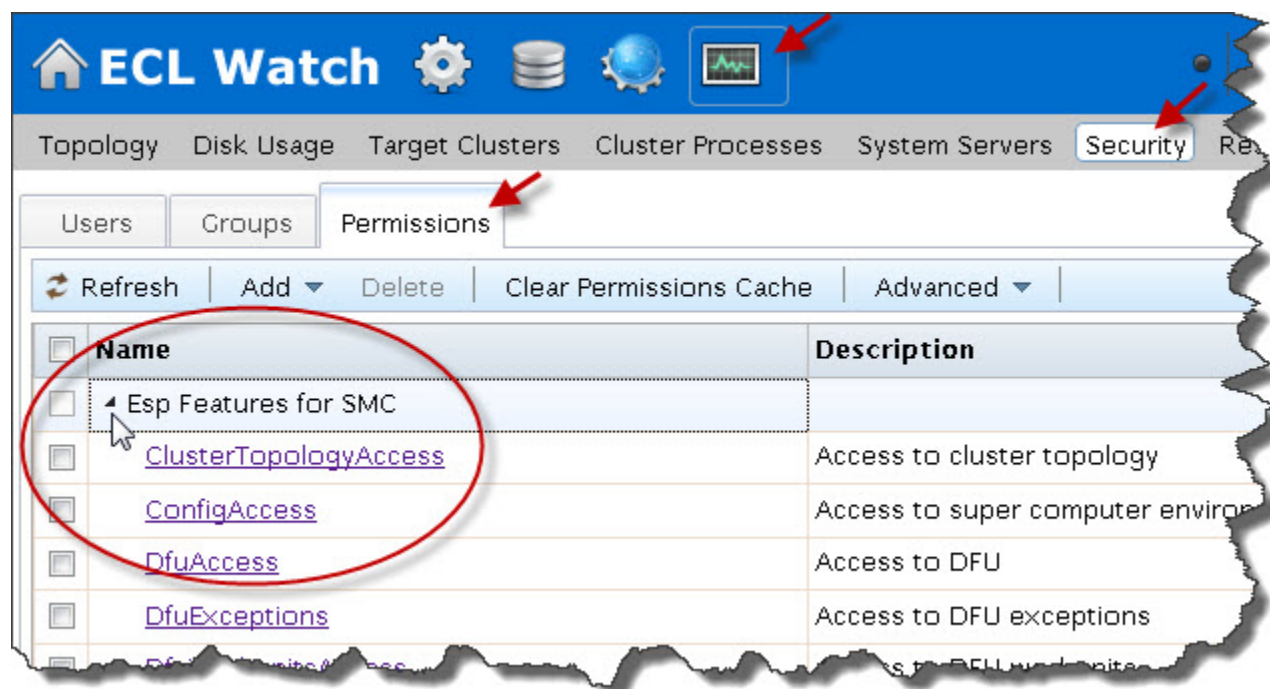 ECL Watch
Topology Disk Usage Target Clusters Cluster Processes System Servers Security
Users Groups Permissions
Refresh Add Delete Clear Permissions Cache Advanced
Name Description
Esp Features for SMC
ClusterTopologyAccess Access to cluster topology
ConfigAccess Access to super computer
DfuAccess Access to DFU
DfuExceptions Access to DFU exceptions